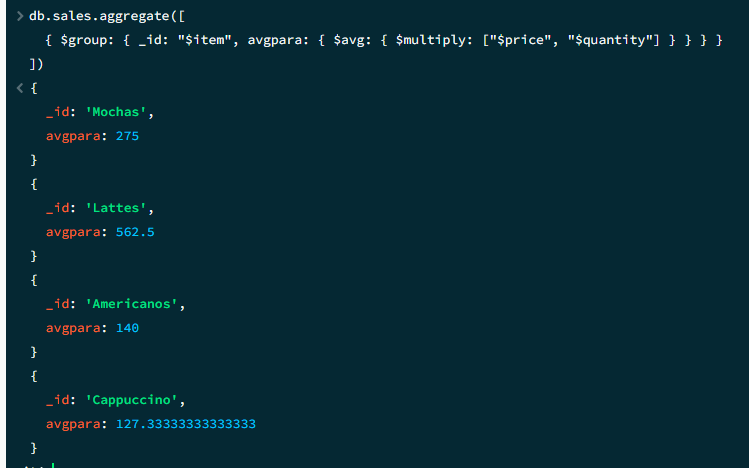 > db.sales.aggregate([
{ $group: { _id: "$item", avgpara: { $avg: { $multiply: ["$price", "$quantity"] } } } }
])
< {
_id: 'Mochas',
avgpara: 275
}
{
_id: 'Lattes',
avgpara: 562.5
}
{
_id: 'Americanos',
avgpara: 140
}
{
_id: 'Cappuccino',
avgpara: 127.33333333333333
}